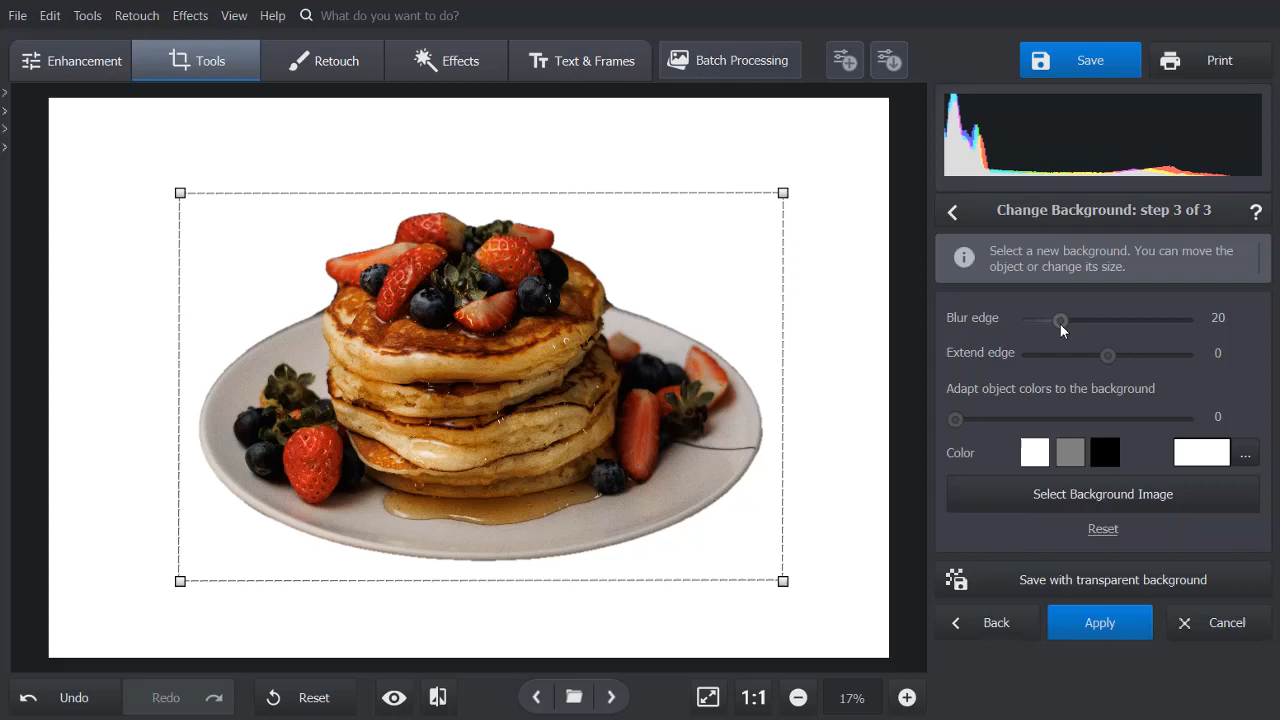 File Edit Tools Retouch Effects View Help What do you want to do?
Enhancement Tools Retouch Effects Text & Frames Batch Processing Save Print
Change Background: step 3 of 3 ?
Select a new background. You can move the
object or change its size.
Blur edge 20
Extend edge 0
Adapt object colors to the background
0
Color ...
Select Background Image
Reset
Save with transparent background
Back Apply Cancel
Undo Redo Reset 1:1 17%